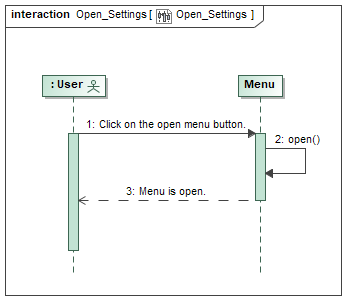 interaction Open_Settings [ Open_Settings ]
: User
Menu
1: Click on the open menu button.
2: open()
3: Menu is open.